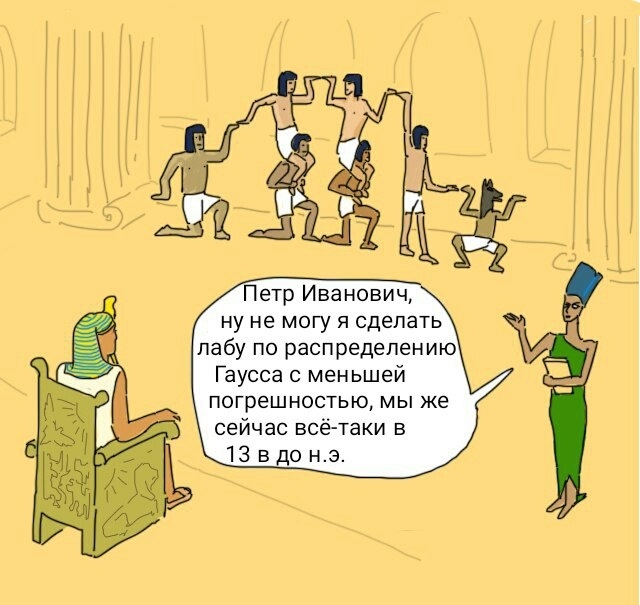 Петр Иванович,
ну не могу я сделать
лабу по распределению
Гаусса с меньшей
погрешностью, мы же
сейчас всё-таки в
13 в до н.э.